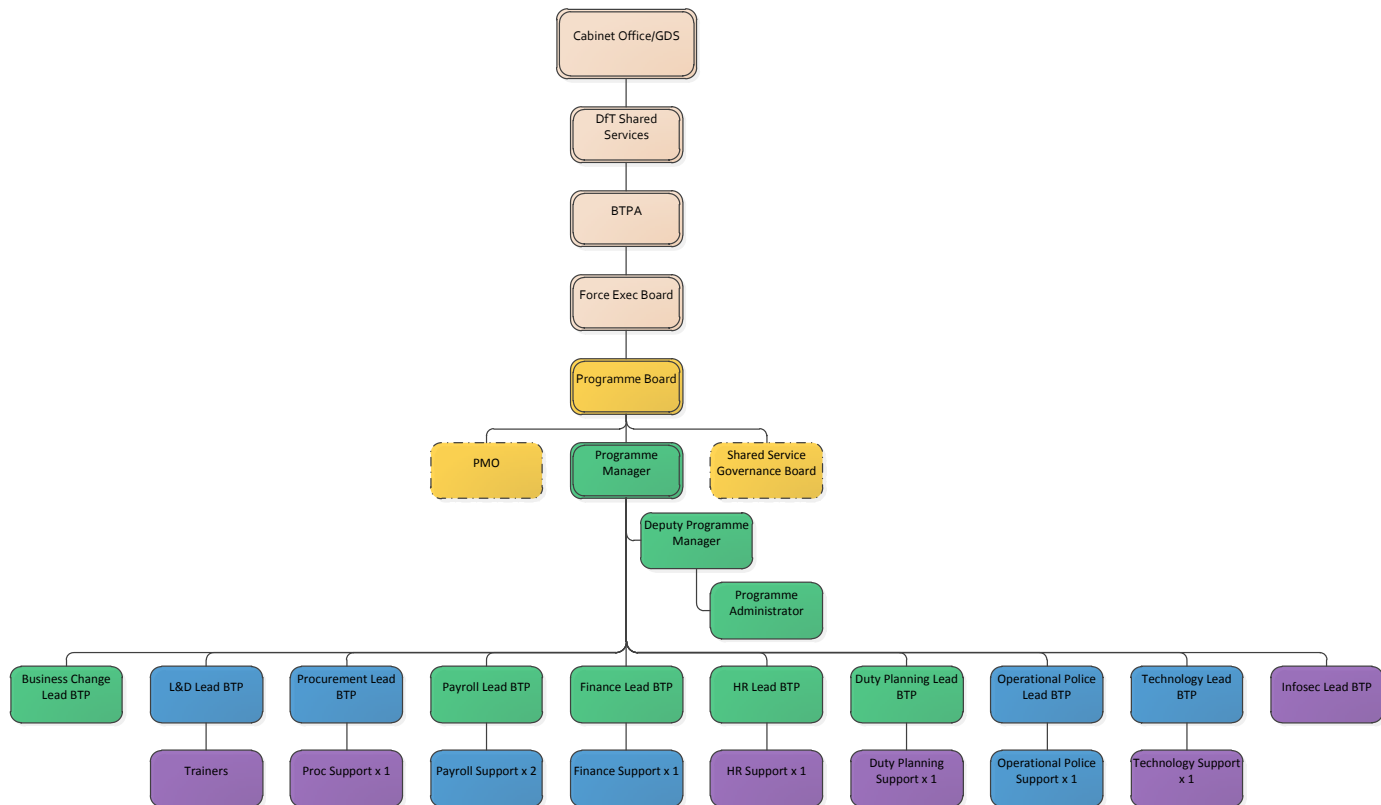 Cabinet Office/GDS
DfT Shared
Services
BTPA
Force Exec Board
Programme Board
PMO
Programme
Manager
Shared Service
Governance Board
Deputy Programme
Manager
Programme
Administrator
Business Change
Lead BTP
L&D Lead BTP
Procurement Lead
BTP
Payroll Lead BTP
Finance Lead BTP
HR Lead BTP
Duty Planning Lead
BTP
Operational Police
Lead BTP
Technology Lead
BTP
Infosec Lead BTP
Trainers
Proc Support x 1
Payroll Support x 2
Finance Support x 1
HR Support x 1
Duty Planning
Support x 1
Operational Police
Support x 1
Technology Support
x 1